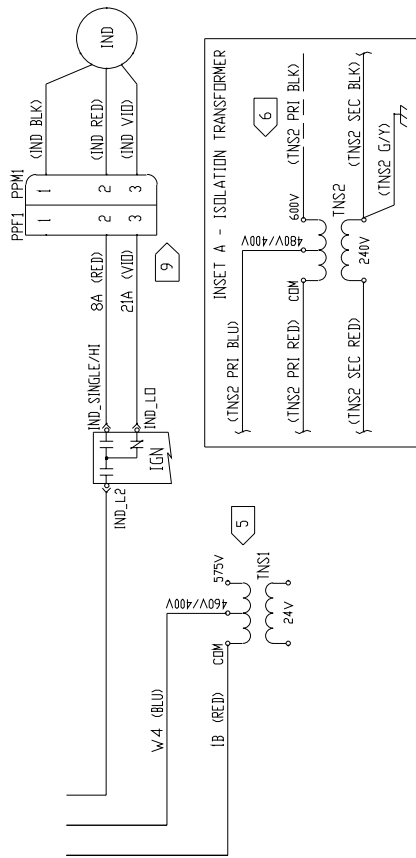 IND
(IND BLK)
(IND RED)
(IND VIO)
PPF1 PPM1
1 1
2 2
3 3
8A (RED)
21A (VIO)
9
IND_SINGLE/HI
IND_LO
IGN
IND_L2
W4 (BLU)
1B (RED)
COM
460V/400V
575V
TNS1
24V
5
INSET A - ISOLATION TRANSFORMER
6
(TNS2 PRI BLU)
(TNS2 PRI RED)
COM
480V/400V
600V
(TNS2 PRI BLK)
TNS2
240V
(TNS2 SEC RED)
(TNS2 SEC BLK)
(TNS2 G/Y)